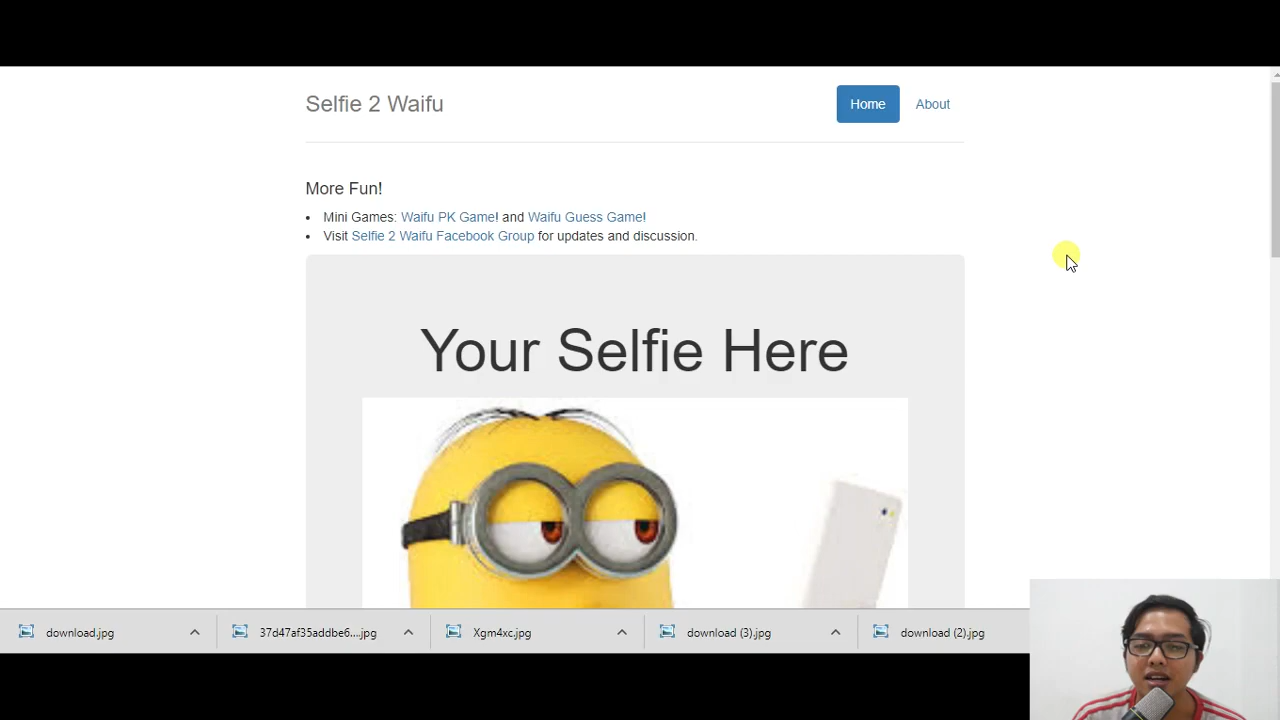 Selfie 2 Waifu
Home
About
More Fun!
Mini Games: Waifu PK Game! and Waifu Guess Game!
Visit Selfie 2 Waifu Facebook Group for updates and discussion.
Your Selfie Here
download.jpg
37d47af35addbe6....jpg
Xgm4xc.jpg
download (3).jpg
download (2).jpg